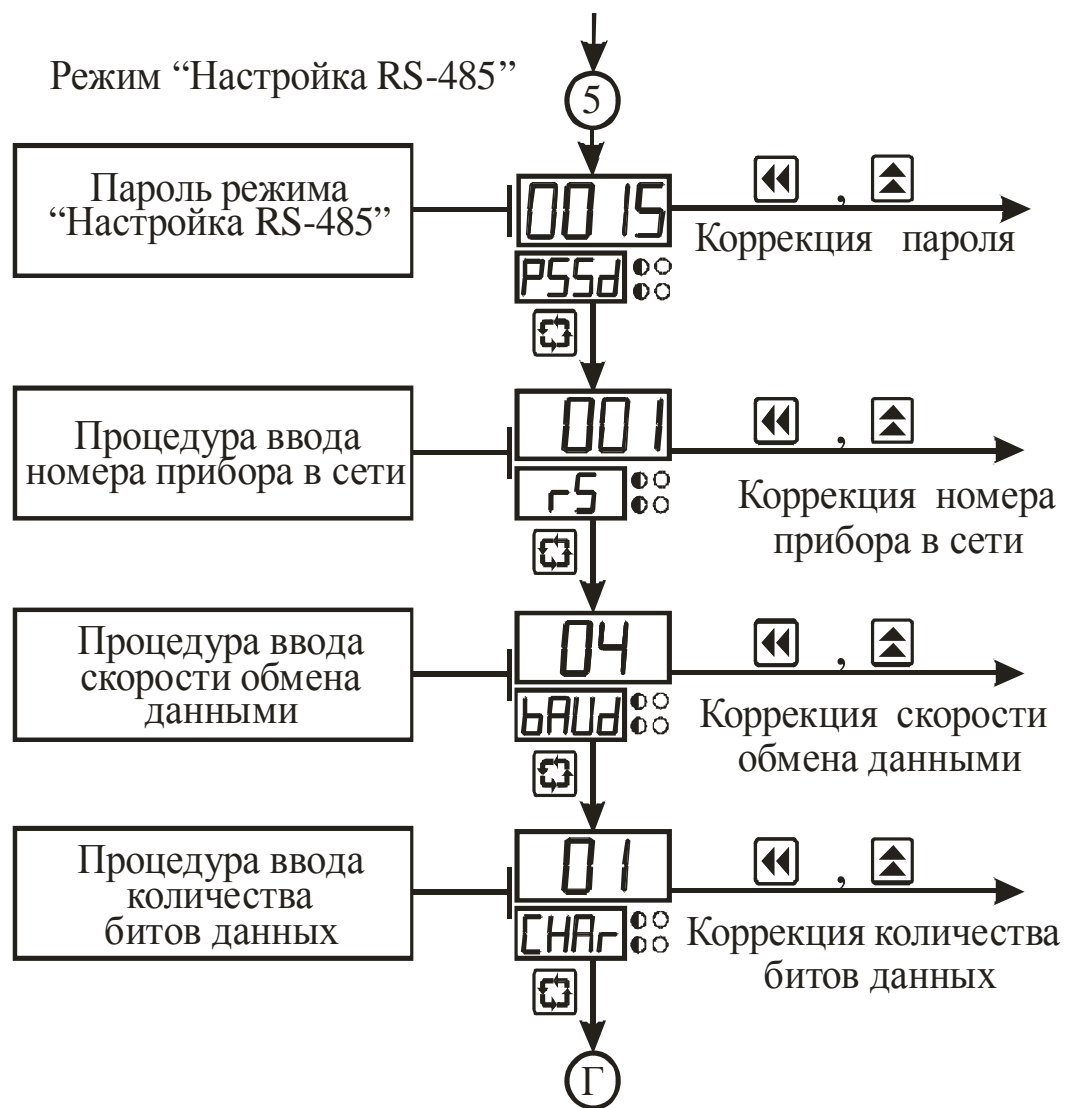 Режим “Настройка RS-485”
5
Пароль режима
“Настройка RS-485”
0015
,
Коррекция пароля
PSSd
Процедура ввода
номера прибора в сети
001
,
rS
Коррекция номера
прибора в сети
Процедура ввода
скорости обмена
данными
04
,
bAUd
Коррекция скорости
обмена данными
Процедура ввода
количества
битов данных
01
,
CHAr
Коррекция количества
битов данных
Г